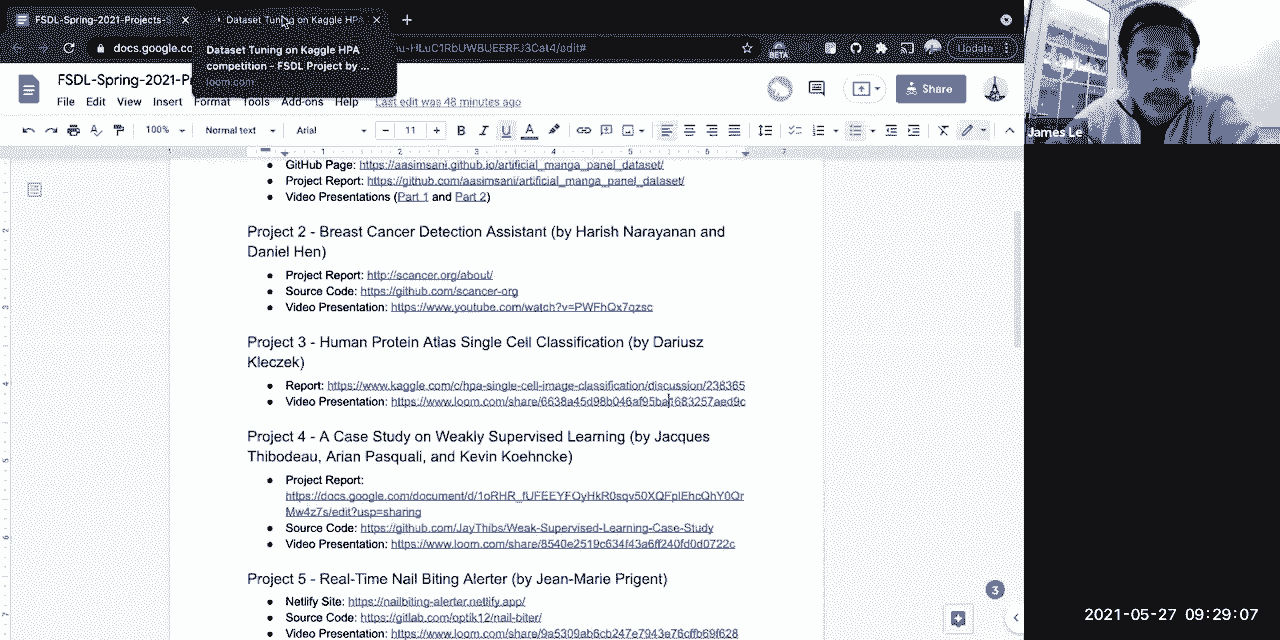 FSDL-Spring-2021-Projects-S
Dataset Tuning on Kaggle HPA
docs.google.co
u-HLuC1RbUWBUEERFJ3Cat4/edit#
BETA
Update
Dataset Tuning on Kaggle HPA
competition - FSDL Project by ...
loom.com
FSDL-Spring-2021-P
File Edit View Insert Format Tools Add-ons Help Last edit was 48 minutes ago
Share
100% Normal text Arial 11
GitHub Page: https://aasimsani.github.io/artificial_manga_panel_dataset/
Project Report: https://github.com/aasimsani/artificial_manga_panel_dataset/
Video Presentations (Part 1 and Part 2)
Project 2 - Breast Cancer Detection Assistant (by Harish Narayanan and
Daniel Hen)
Project Report: http://scancer.org/about/
Source Code: https://github.com/scancer-org
Video Presentation: https://www.youtube.com/watch?v=PWFhQx7qzsc
Project 3 - Human Protein Atlas Single Cell Classification (by Dariusz
Kleczek)
Report: https://www.kaggle.com/c/hpa-single-cell-image-classification/discussion/238365
Video Presentation: https://www.loom.com/share/6638a45d98b046af95ba1683257aed9c
Project 4 - A Case Study on Weakly Supervised Learning (by Jacques
Thibodeau, Arian Pasquali, and Kevin Koehncke)
Project Report:
https://docs.google.com/document/d/1oRHR_fUFEEYFQyHkR0sqv50XQFplEhcQhY0Qr
Mw4z7s/edit?usp=sharing
Source Code: https://github.com/JayThibs/Weak-Supervised-Learning-Case-Study
Video Presentation: https://www.loom.com/share/8540e2519c634f43a6ff240fd0d0722c
Project 5 - Real-Time Nail Biting Alerter (by Jean-Marie Prigent)
Netlify Site: https://nailbiting-alerter.netlify.app/
Source Code: https://gitlab.com/optik12/nail-biter/
Video Presentation: https://www.loom.com/share/9a5309ab6cb247e7943e76cffb69f628
3
James Le
2021-05-27 09:29:07